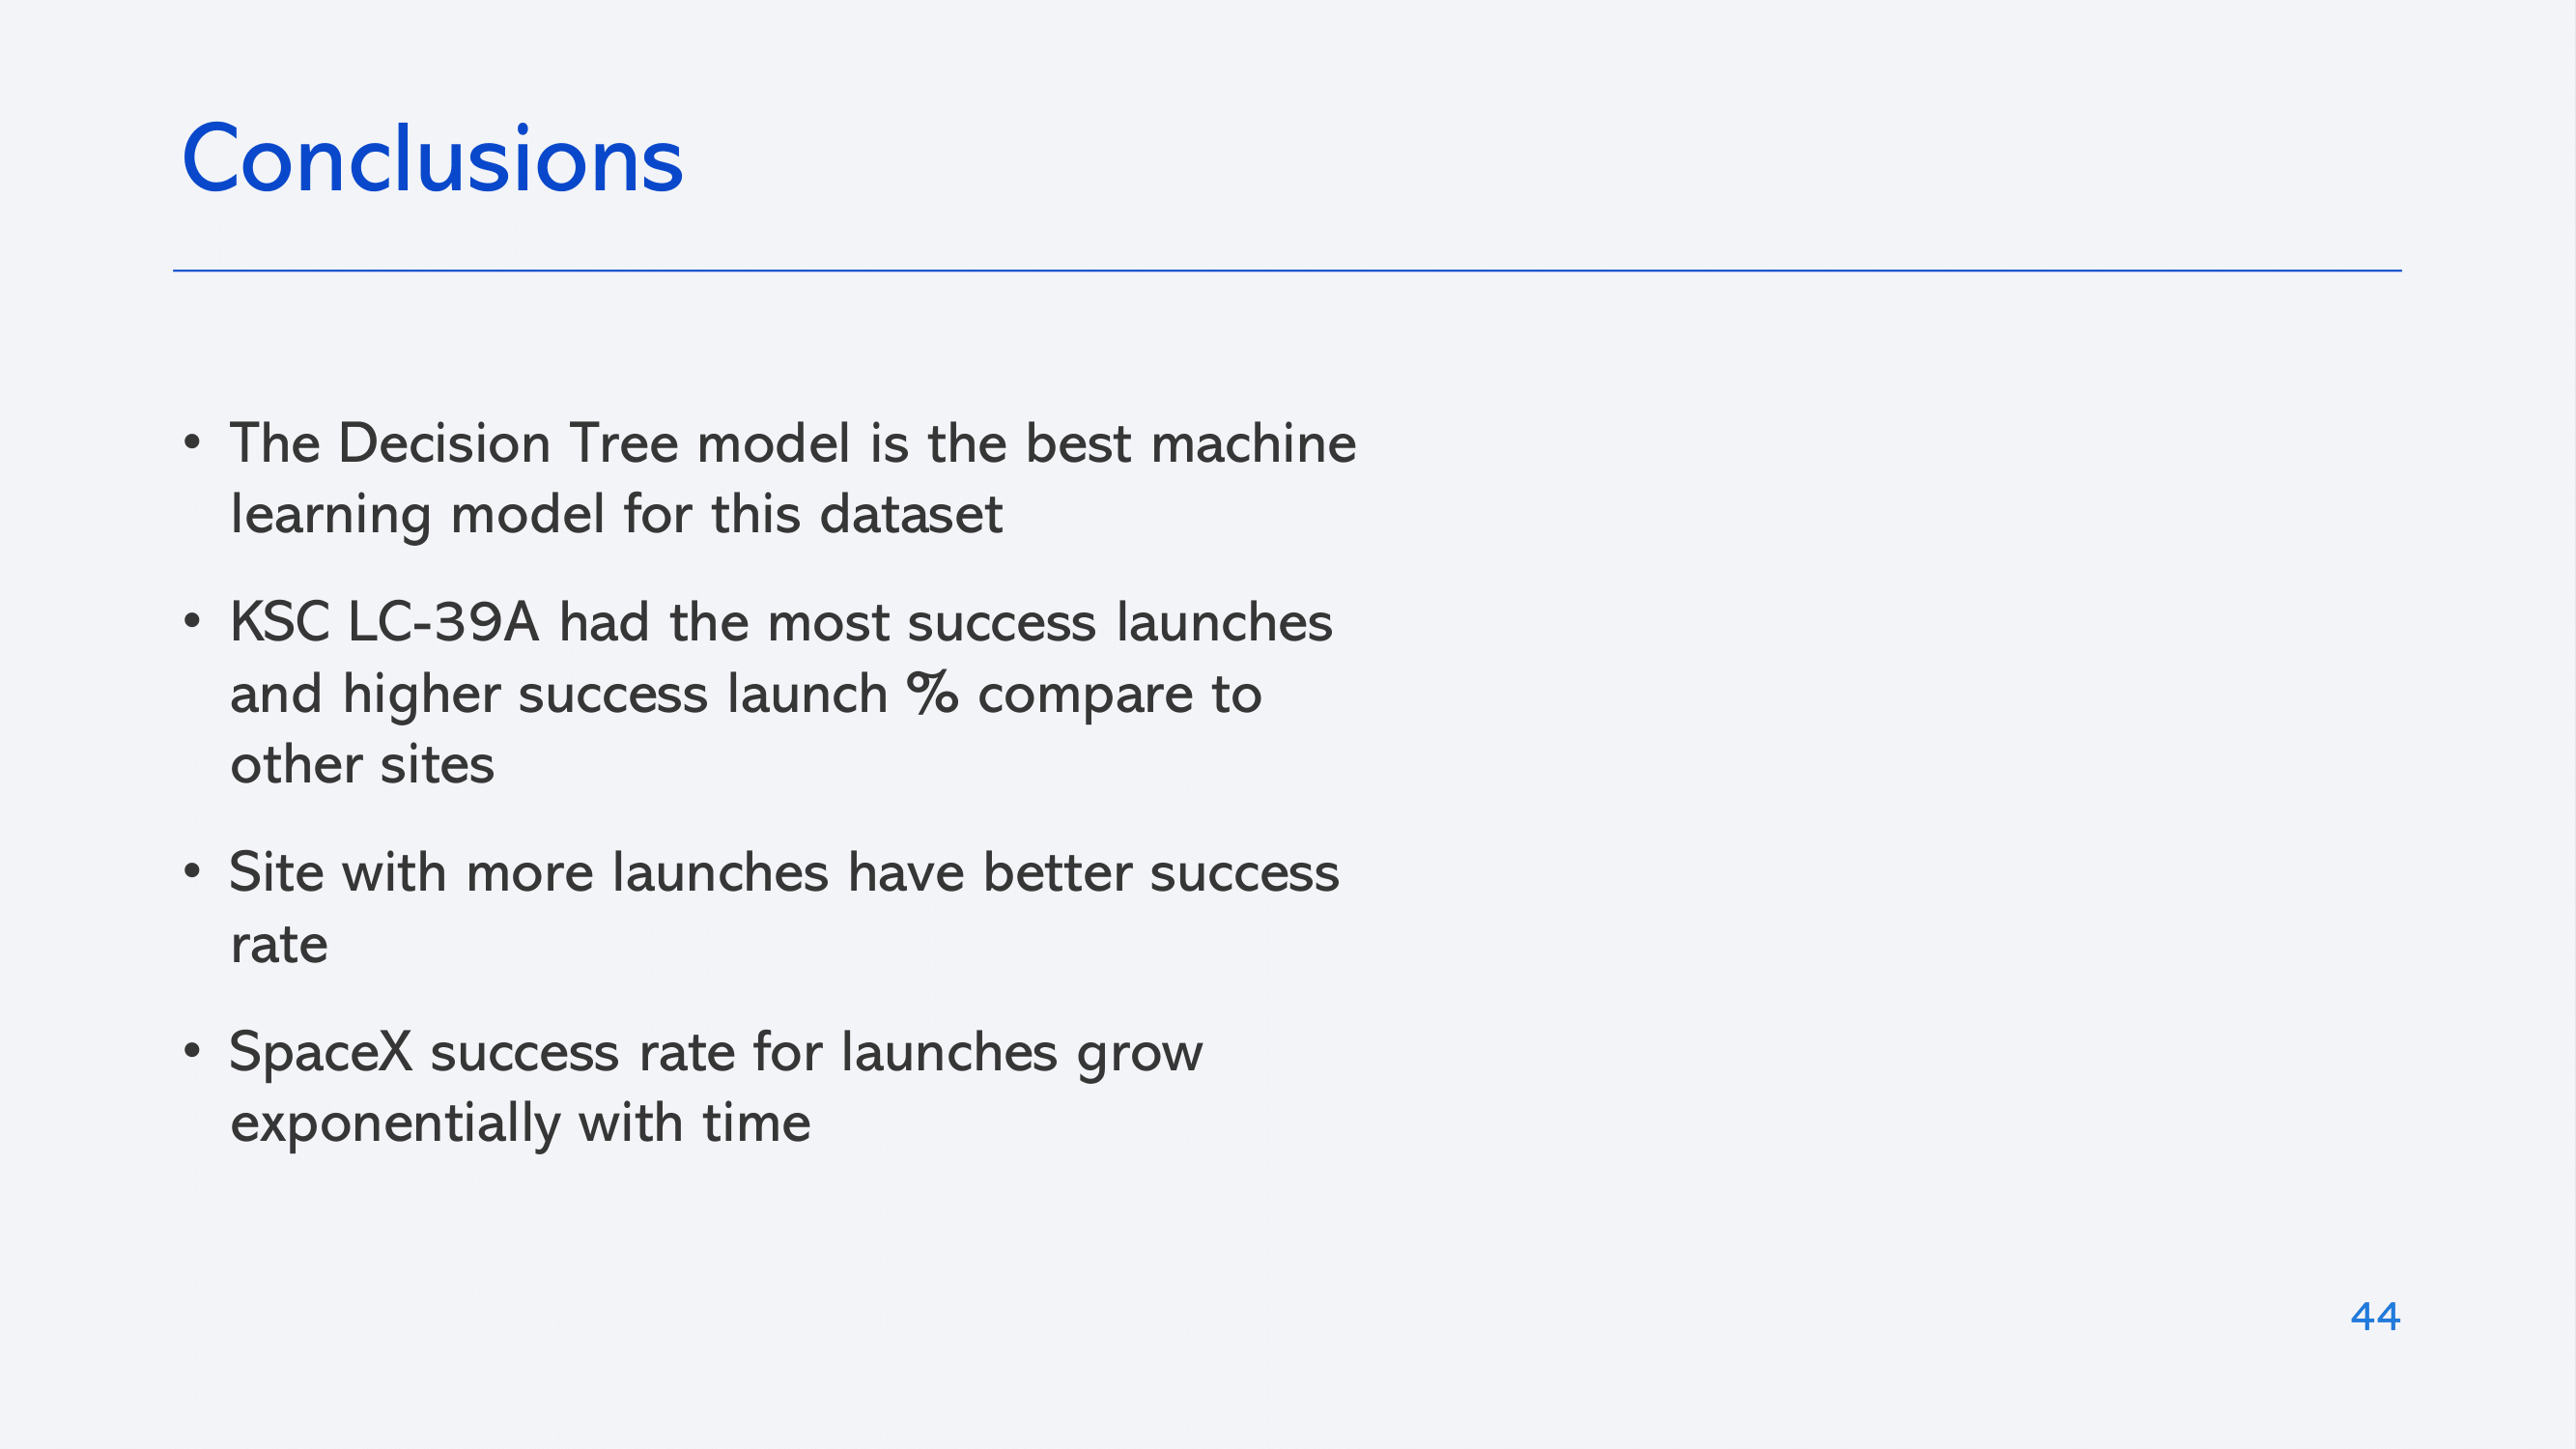 Conclusions
• The Decision Tree model is the best machine
learning model for this dataset
• KSC LC-39A had the most success launches
and higher success launch % compare to
other sites
• Site with more launches have better success
rate
• SpaceX success rate for launches grow
exponentially with time
44